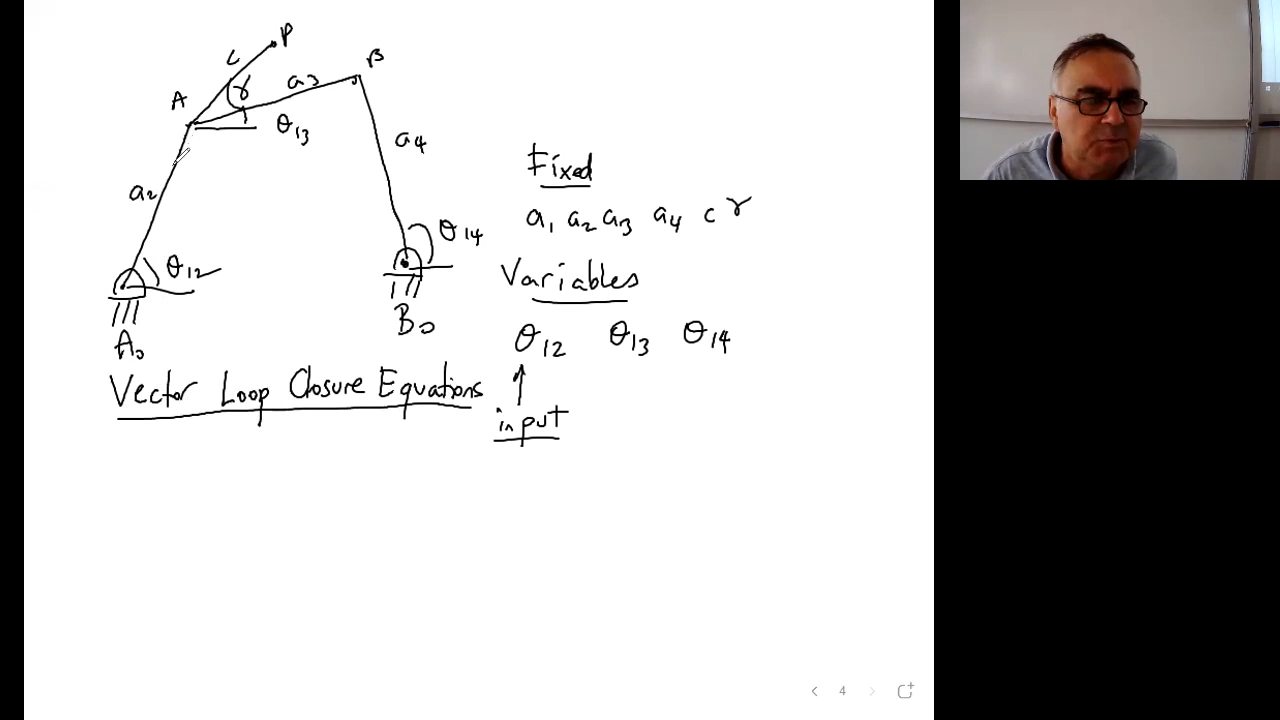 P
C
B
A
γ
a3
θ13
a4
a2
θ12
θ14
A₀
B₀
Fixed
a1 a2 a3 a4 c γ
Variables
θ12 θ13 θ14
input
Vector Loop Closure Equations
4